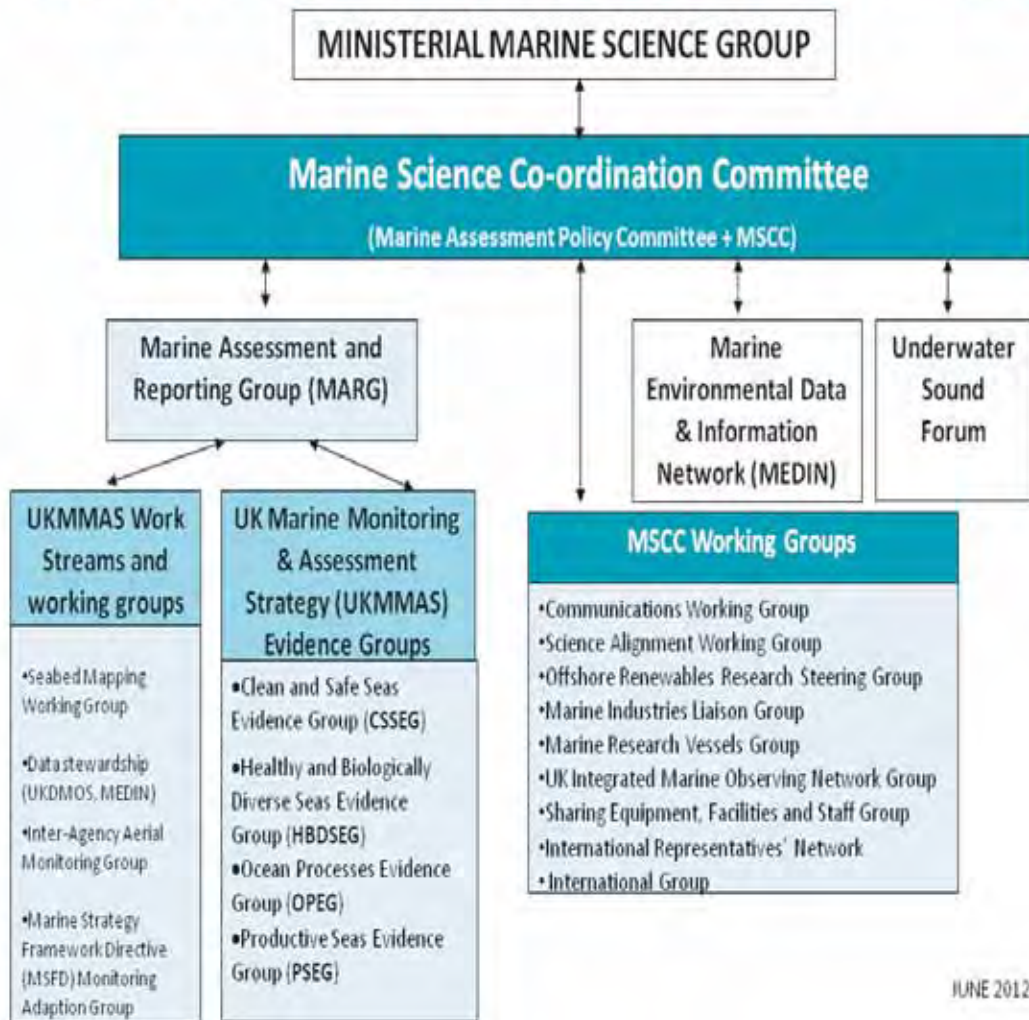 MINISTERIAL MARINE SCIENCE GROUP
Marine Science Co-ordination Committee
(Marine Assessment Policy Committee + MSCC)
Marine Assessment and
Reporting Group (MARG)
Marine
Environmental Data
& Information
Network (MEDIN)
Underwater
Sound
Forum
UKMMAS Work
Streams and
working groups
•Seabed Mapping
Working Group
•Data stewardship
(UKDMOS, MEDIN)
•Inter-Agency Aerial
Monitoring Group
•Marine Strategy
Framework Directive
(MSFD) Monitoring
Adaption Group
UK Marine Monitoring
& Assessment
Strategy (UKMMAS)
Evidence Groups
•Clean and Safe Seas
Evidence Group (CSSEG)
•Healthy and Biologically
Diverse Seas Evidence
Group (HBDSEG)
•Ocean Processes Evidence
Group (OPEG)
•Productive Seas Evidence
Group (PSEG)
MSCC Working Groups
•Communications Working Group
•Science Alignment Working Group
•Offshore Renewables Research Steering Group
•Marine Industries Liaison Group
•Marine Research Vessels Group
•UK Integrated Marine Observing Network Group
•Sharing Equipment, Facilities and Staff Group
•International Representatives' Network
• International Group
JUNE 2012